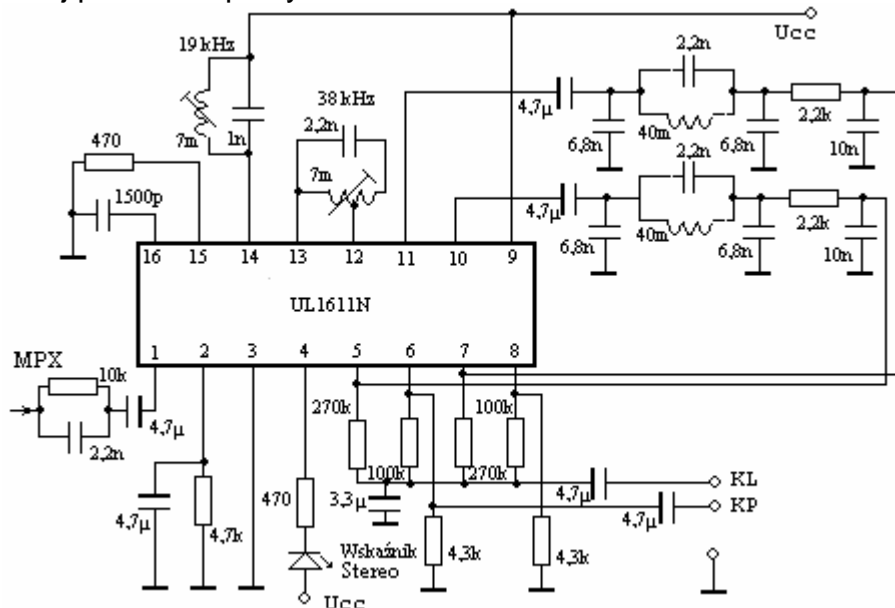 Ucc
19 kHz
2,2n
38 kHz
2,2n
4,7μ
7m
1n
470
7m
40m
2,2k
6,8n
6,8n
10n
2,2n
1500p
4,7μ
2,2k
6,8n
40m
6,8n
10n
16 15 14 13 12 11 10 9
UL1611N
1 2 3 4 5 6 7 8
MPX
10k
4,7μ
2,2n
270k
100k
100k
270k
4,7μ
KL
KP
4,7μ
4,7μ
4,7k
470
3,3μ
4,3k
4,3k
Wskaźnik
Stereo
Ucc